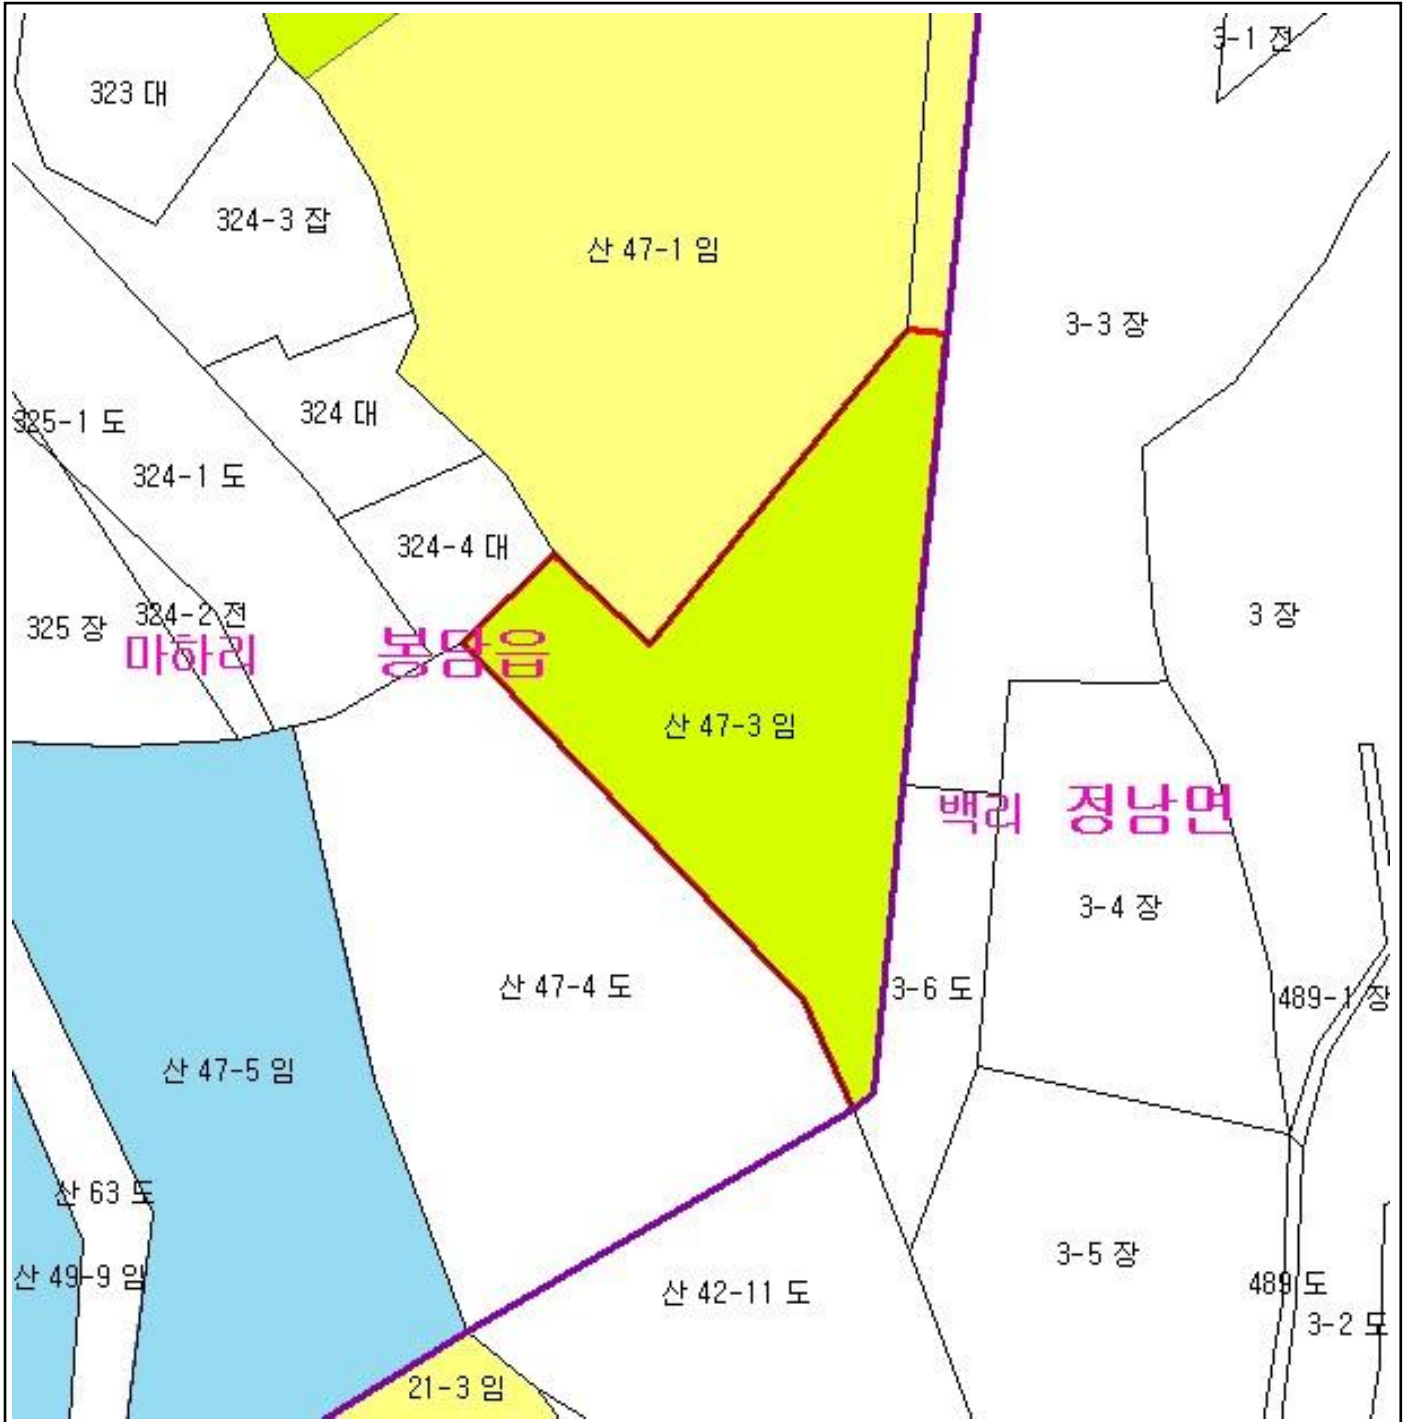 3-1 전
323 대
324-3 잡
산 47-1 임
3-3 장
324 대
325-1 도
324-1 도
324-4 대
324-2 전
325 장
3 장
마하리
봉담읍
산 47-3 임
백리
정남면
3-4 장
산 47-4 도
3-6 도
489-1 장
산 47-5 임
산 63 도
3-5 장
산 49-9 임
산 42-11 도
489 도
3-2 도
21-3 임